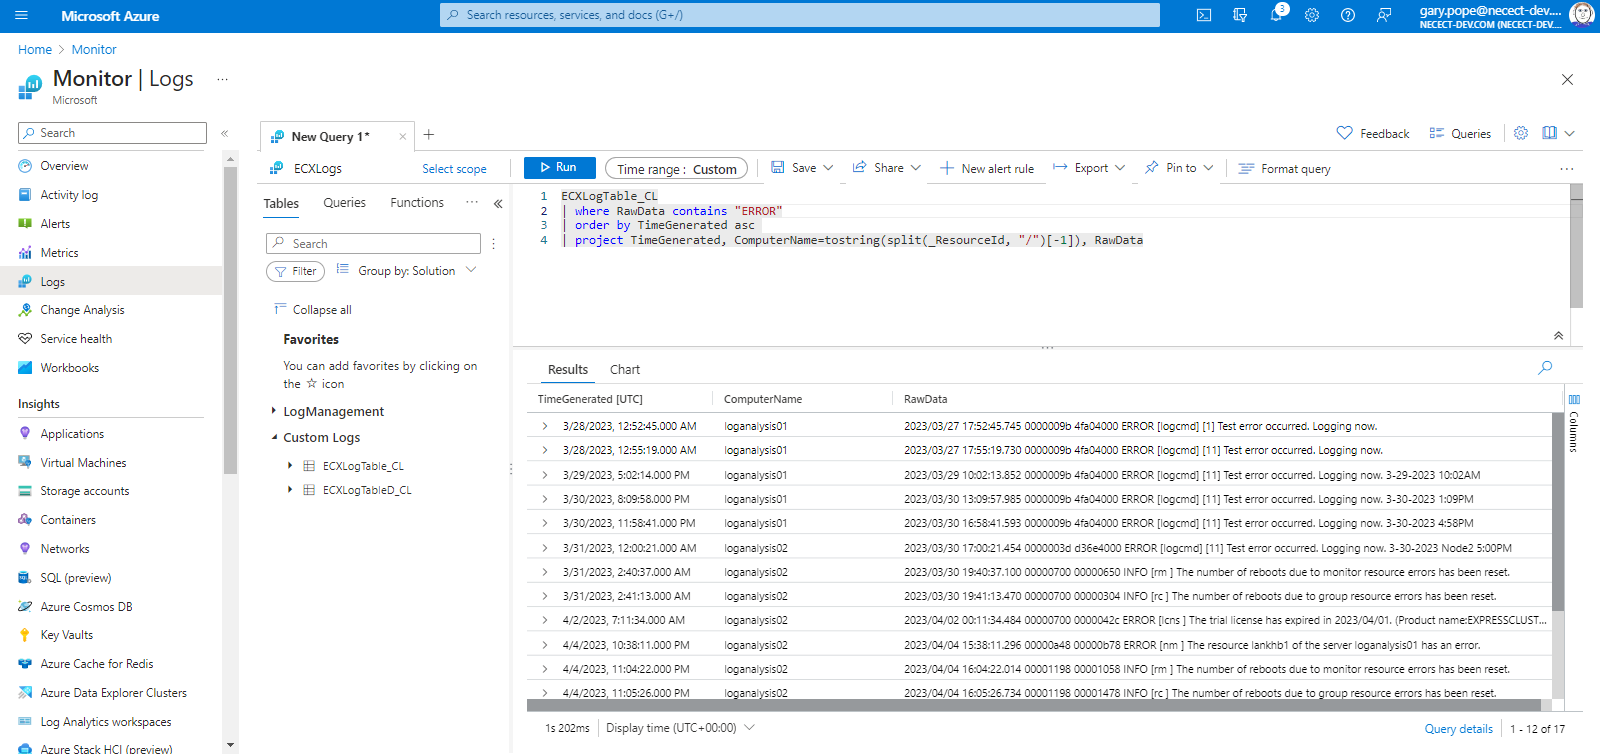 Microsoft Azure
Search resources, services, and docs (G+/)
3
gary.pope@necect-dev....
NECECT-DEV.COM (NECECT-DEV....
Home > Monitor
Monitor | Logs ...
Microsoft
Search
«
Overview
Activity log
Alerts
Metrics
Logs
Change Analysis
Service health
Workbooks
Insights
Applications
Virtual Machines
Storage accounts
Containers
Networks
SQL (preview)
Azure Cosmos DB
Key Vaults
Azure Cache for Redis
Azure Data Explorer Clusters
Log Analytics workspaces
Azure Stack HCI (preview)
New Query 1*
Feedback
Queries
ECXLogs
Select scope
Run
Time range : Custom
Save
Share
New alert rule
Export
Pin to
Format query
...
Tables
Queries
Functions
...
«
Search
Filter
Group by: Solution
Collapse all
Favorites
You can add favorites by clicking on
the ☆ icon
LogManagement
Custom Logs
ECXLogTable_CL
ECXLogTableD_CL
1 ECXLogTable_CL
2 | where RawData contains "ERROR"
3 | order by TimeGenerated asc
4 | project TimeGenerated, ComputerName=tostring(split(_ResourceId, "/")[-1]), RawData
Results
Chart
TimeGenerated [UTC] ComputerName RawData
3/28/2023, 12:52:45.000 AM loganalysis01 2023/03/27 17:52:45.745 0000009b 4fa04000 ERROR [logcmd] [1] Test error occurred. Logging now.
3/28/2023, 12:55:19.000 AM loganalysis01 2023/03/27 17:55:19.730 0000009b 4fa04000 ERROR [logcmd] [11] Test error occurred. Logging now.
3/29/2023, 5:02:14.000 PM loganalysis01 2023/03/29 10:02:13.852 0000009b 4fa04000 ERROR [logcmd] [11] Test error occurred. Logging now. 3-29-2023 10:02AM
3/30/2023, 8:09:58.000 PM loganalysis01 2023/03/30 13:09:57.985 0000009b 4fa04000 ERROR [logcmd] [11] Test error occurred. Logging now. 3-30-2023 1:09PM
3/30/2023, 11:58:41.000 PM loganalysis01 2023/03/30 16:58:41.593 0000009b 4fa04000 ERROR [logcmd] [11] Test error occurred. Logging now. 3-30-2023 4:58PM
3/31/2023, 12:00:21.000 AM loganalysis02 2023/03/30 17:00:21.454 0000003d d36e4000 ERROR [logcmd] [11] Test error occurred. Logging now. 3-30-2023 Node2 5:00PM
3/31/2023, 2:40:37.000 AM loganalysis02 2023/03/30 19:40:37.100 00000700 00000650 INFO [rm ] The number of reboots due to monitor resource errors has been reset.
3/31/2023, 2:41:13.000 AM loganalysis02 2023/03/30 19:41:13.470 00000700 00000304 INFO [rc ] The number of reboots due to group resource errors has been reset.
4/2/2023, 7:11:34.000 AM loganalysis02 2023/04/02 00:11:34.484 00000700 0000042c ERROR [lcns ] The trial license has expired in 2023/04/01. (Product name:EXPRESSCLUST...
4/4/2023, 10:38:11.000 PM loganalysis02 2023/04/04 15:38:11.296 00000a48 00000b78 ERROR [nm ] The resource lankhb1 of the server loganalysis01 has an error.
4/4/2023, 11:04:22.000 PM loganalysis02 2023/04/04 16:04:22.014 00001198 00001058 INFO [rm ] The number of reboots due to monitor resource errors has been reset.
4/4/2023, 11:05:26.000 PM loganalysis02 2023/04/04 16:05:26.734 00001198 00001478 INFO [rc ] The number of reboots due to group resource errors has been reset.
Columns
1s 202ms
Display time (UTC+00:00)
Query details
1 - 12 of 17